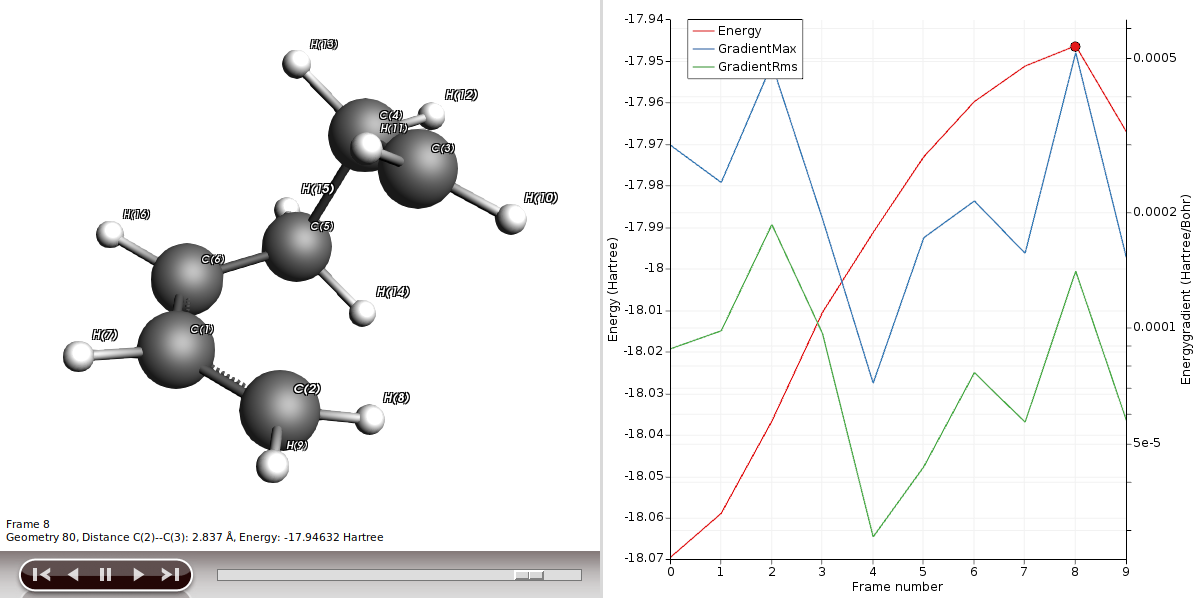 H(13)
H(12)
C(4)
H(11)
C(3)
H(15)
H(10)
H(16)
C(5)
C(6)
H(14)
H(7)
C(1)
C(2)
H(8)
H(9)
Frame 8
Geometry 80, Distance C(2)--C(3): 2.837 Å, Energy: -17.94632 Hartree
Energy
GradientMax
GradientRms
Energy (Hartree)
-17.94
-17.95
-17.96
-17.97
-17.98
-17.99
-18
-18.01
-18.02
-18.03
-18.04
-18.05
-18.06
-18.07
0 1 2 3 4 5 6 7 8 9
Frame number
0.0005
0.0002
0.0001
5e-5
Energygradient (Hartree/Bohr)